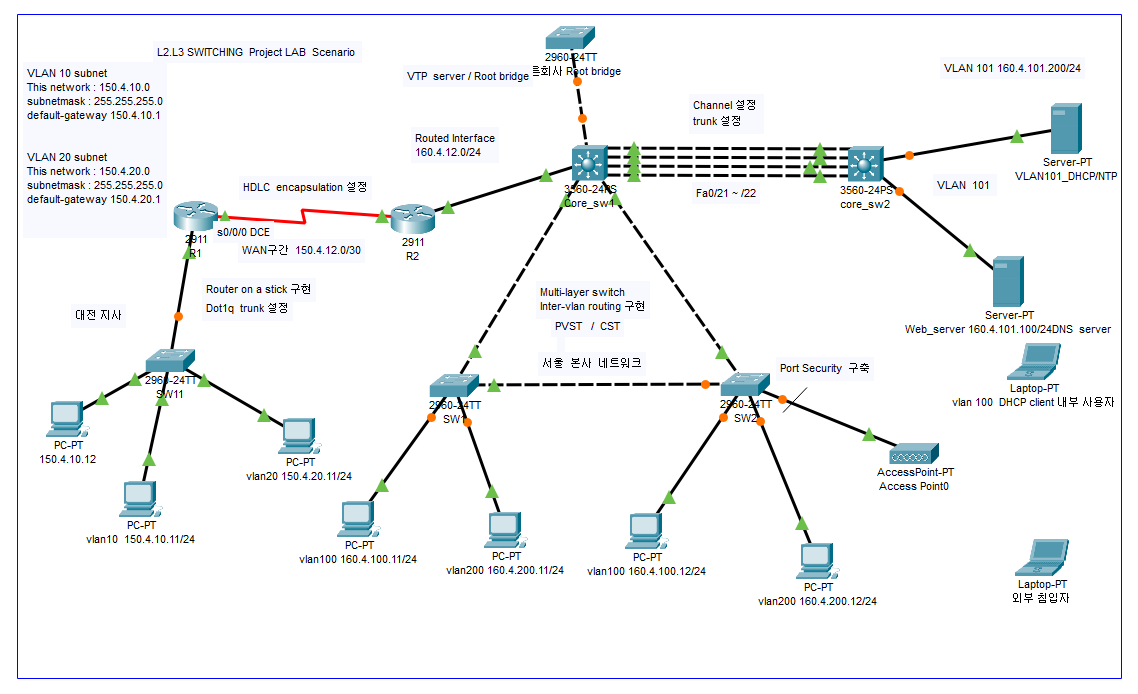 L2.L3 SWITCHING Project LAB Scenario
VLAN 10 subnet
This network : 150.4.10.0
subnetmask : 255.255.255.0
default-gateway 150.4.10.1
VLAN 20 subnet
This network : 150.4.20.0
subnetmask : 255.255.255.0
default-gateway 150.4.20.1
2960-24TT
Root bridge
VTP server / Root bridge
VLAN 101 160.4.101.200/24
Channel 설정
trunk 설정
Routed Interface
160.4.12.0/24
Server-PT
VLAN101_DHCP/NTP
3560-24PS
Core_sw1
Fa0/21 ~ /22
3560-24PS
core_sw2
VLAN 101
HDLC encapsulation 설정
s0/0/0 DCE
2911
R1
2911
R2
WAN구간 150.4.12.0/30
Router on a stick 구현
Dot1q trunk 설정
Multi-layer switch
Inter-vlan routing 구현
PVST / CST
서울 본사 네트워크
대전 지사
Server-PT
Web_server 160.4.101.100/24DNS server
Port Security 구축
2960-24TT
SW11
2960-24TT
SW1
2960-24TT
SW2
Laptop-PT
vlan 100 DHCP client 내부 사용자
PC-PT
150.4.10.12
PC-PT
vlan20 150.4.20.11/24
AccessPoint-PT
Access Point0
PC-PT
vlan10 150.4.10.11/24
PC-PT
vlan100 160.4.100.11/24
PC-PT
vlan200 160.4.200.11/24
PC-PT
vlan100 160.4.100.12/24
PC-PT
vlan200 160.4.200.12/24
Laptop-PT
외부 침입자